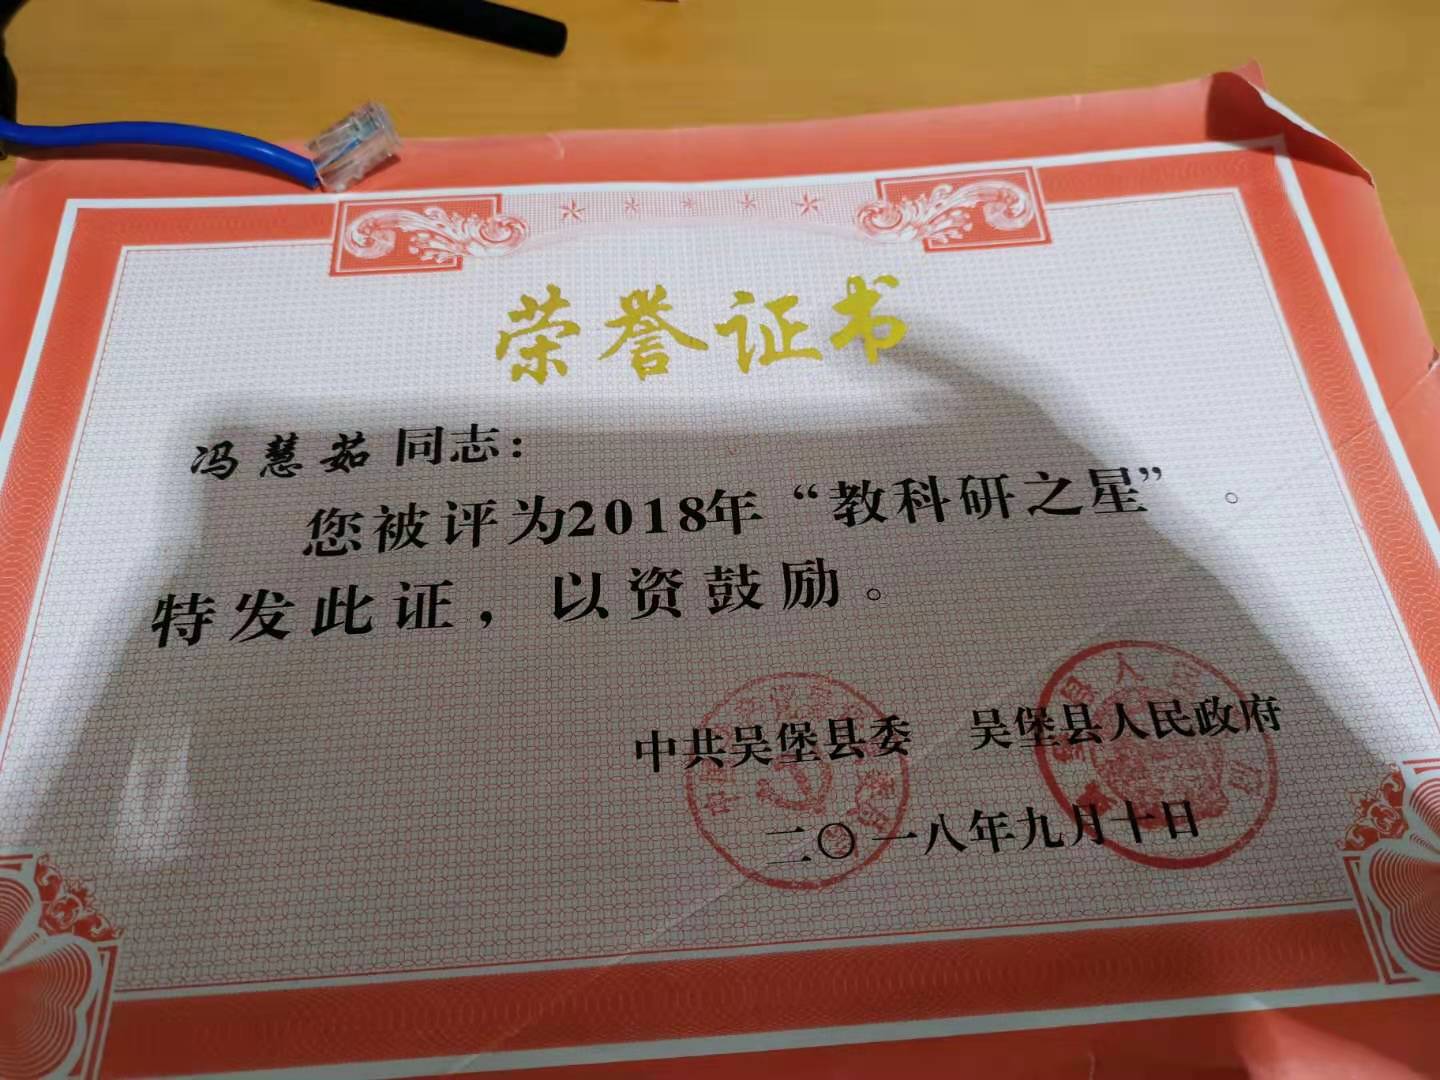 荣誉证书
冯慧茹同志：
您被评为2018年“教科研之星”。
特发此证，以资鼓励。
中共吴堡县委 吴堡县人民政府
二〇一八年九月十日